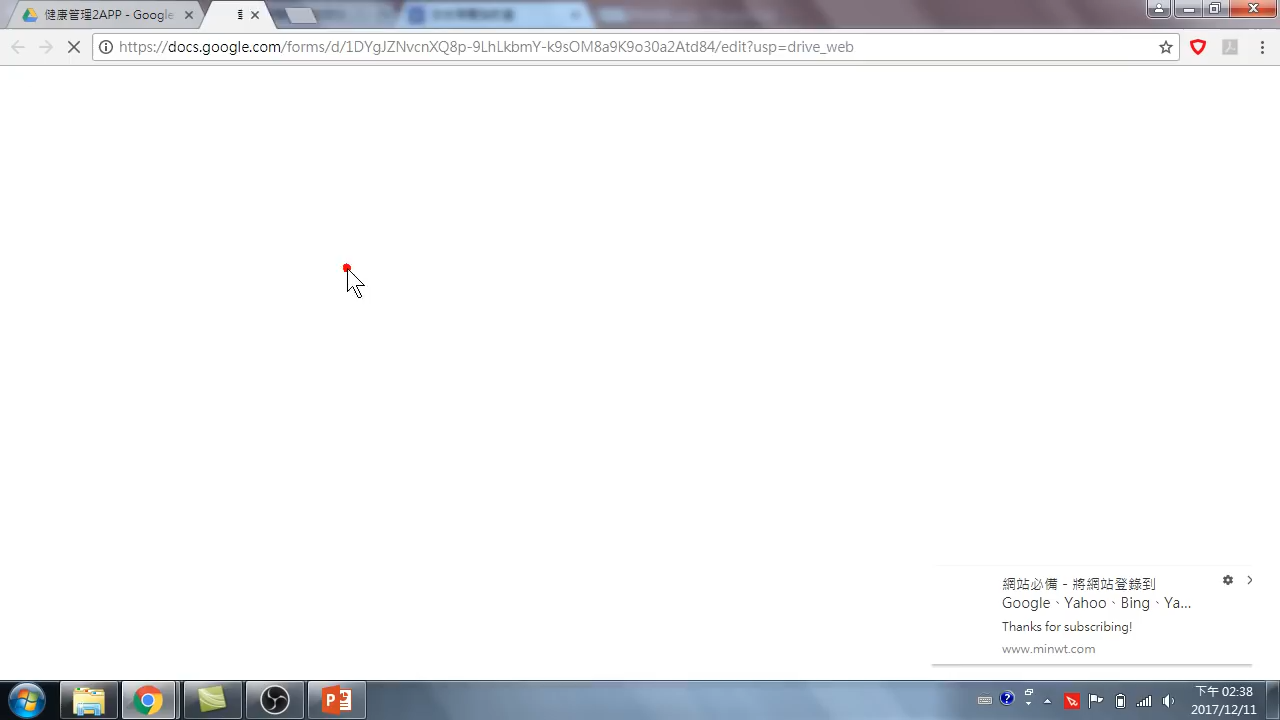 健康管理2APP - Google
https://docs.google.com/forms/d/1DYgJZNvcnXQ8p-9LhLkbmY-k9sOM8a9K9o30a2Atd84/edit?usp=drive_web
網站必備 - 將網站登錄到
Google、Yahoo、Bing、Ya...
Thanks for subscribing!
www.minwt.com
下午 02:38
2017/12/11